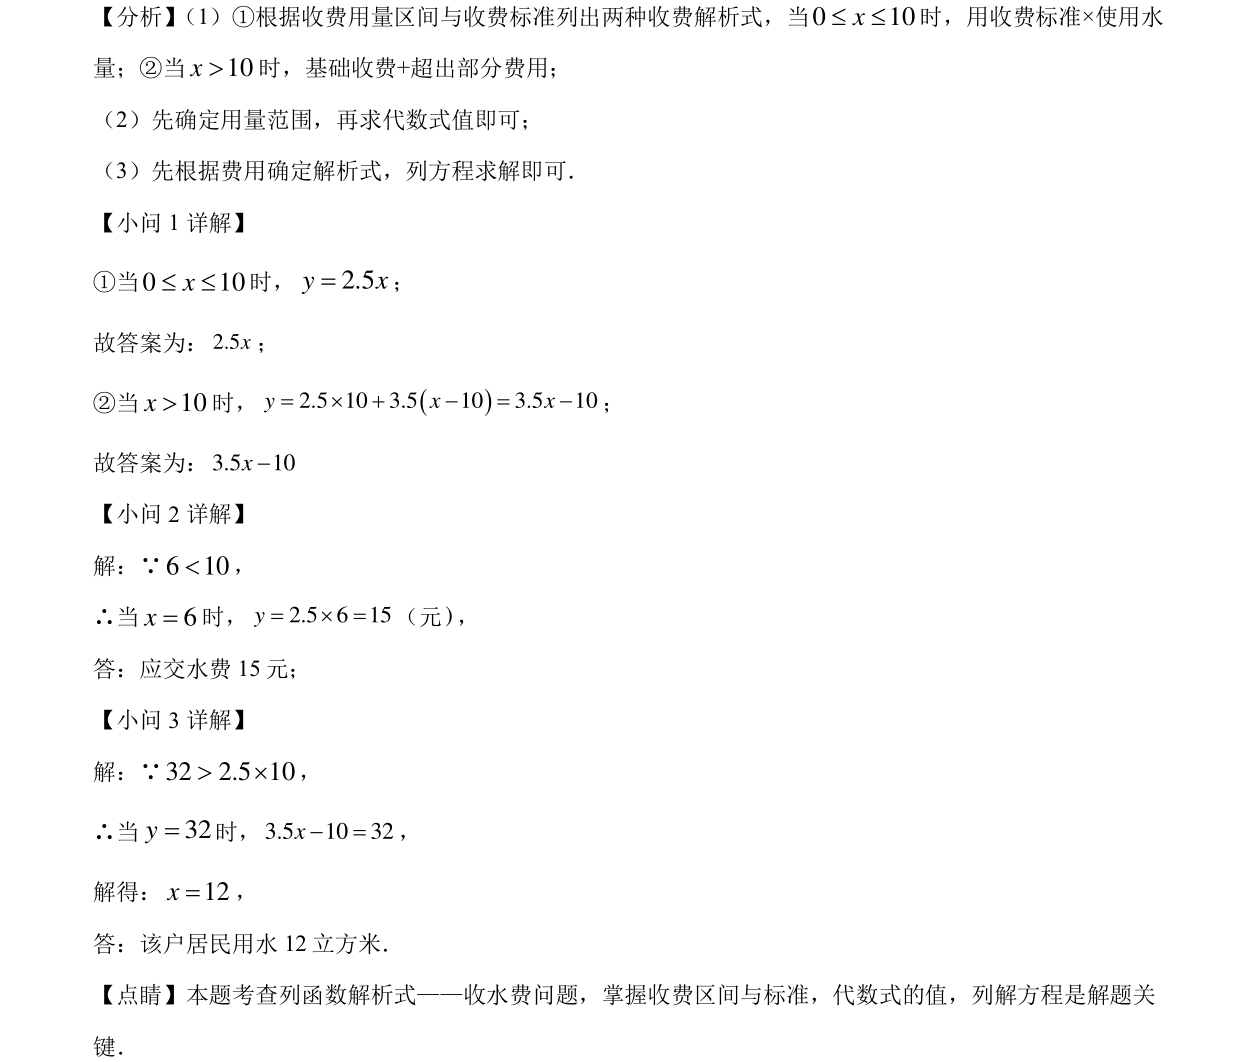 【分析】（1）①根据收费用量区间与收费标准列出两种收费解析式，当0≤x≤10时，用收费标准×使用水
量；②当x>10时，基础收费+超出部分费用；
（2）先确定用量范围，再求代数式值即可；
（3）先根据费用确定解析式，列方程求解即可．
【小问 1 详解】
①当0≤x≤10时，y=2.5x；
故答案为：2.5x；
②当x>10时，y=2.5×10+3.5(x−10)=3.5x−10；
故答案为：3.5x−10
【小问 2 详解】
解：∵6<10，
∴当x=6时，y=2.5×6=15（元），
答：应交水费 15 元；
【小问 3 详解】
解：∵32>2.5×10，
∴当y=32时，3.5x−10=32，
解得：x=12，
答：该户居民用水 12 立方米．
【点睛】本题考查列函数解析式——收水费问题，掌握收费区间与标准，代数式的值，列解方程是解题关
键．